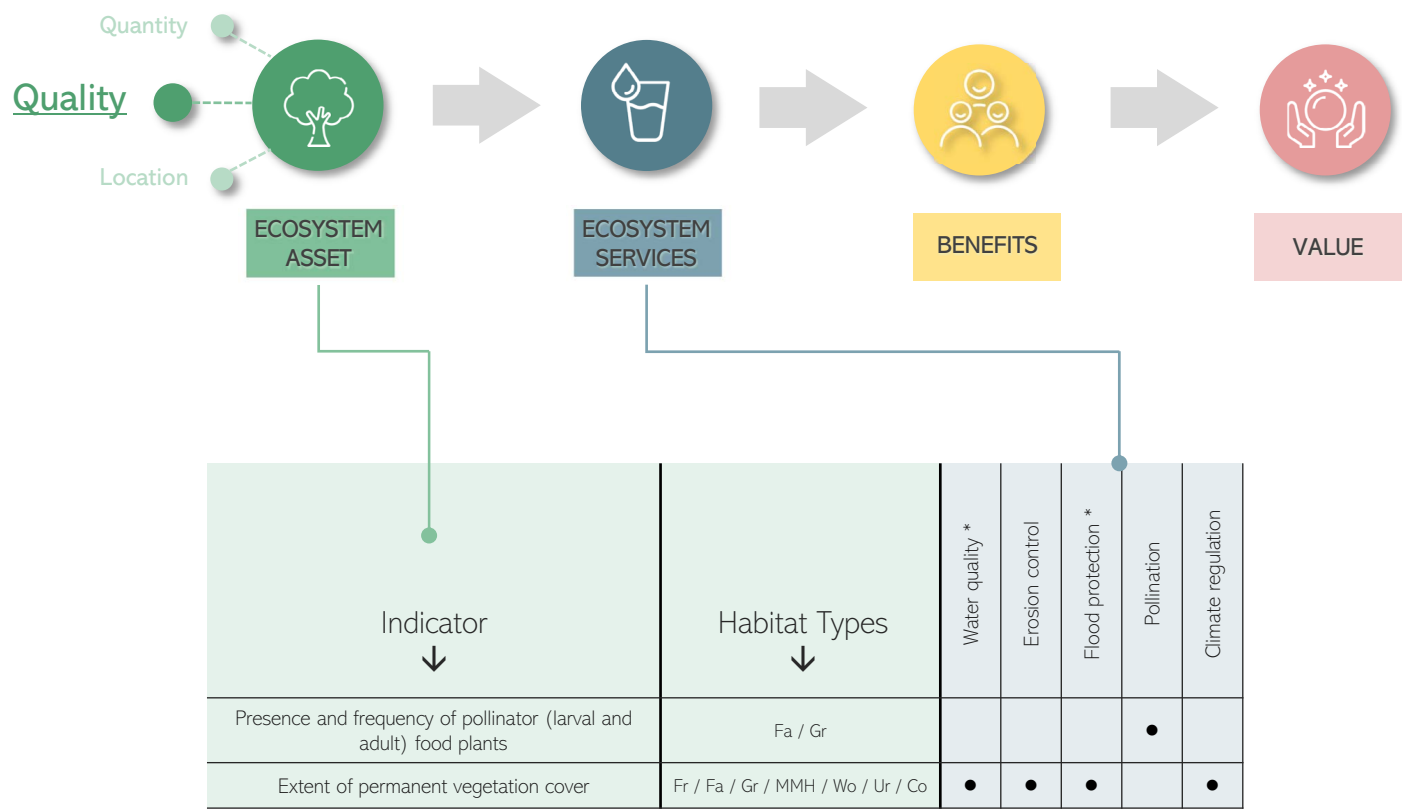 Quantity
Quality
Location
ECOSYSTEM
ASSET
ECOSYSTEM
SERVICES
BENEFITS
VALUE
Indicator
Habitat Types
Water quality *
Erosion control
Flood protection *
Pollination
Climate regulation
Presence and frequency of pollinator (larval and
adult) food plants
Fa / Gr
Extent of permanent vegetation cover
Fr / Fa / Gr / MMH / Wo / Ur / Co